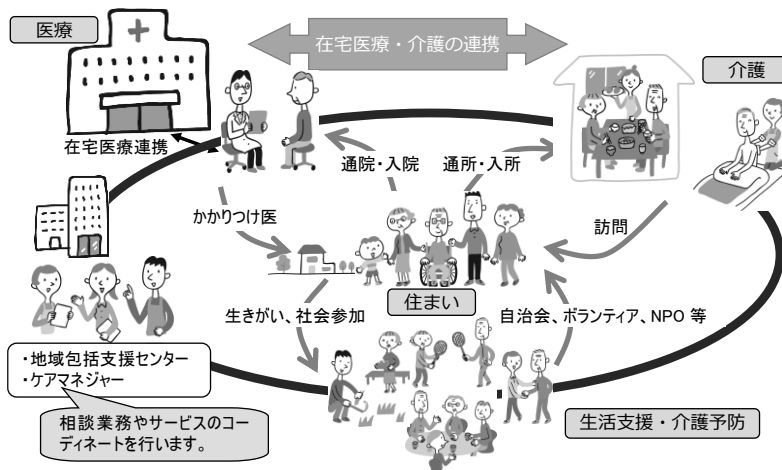 医療
在宅医療・介護の連携
介護
在宅医療連携
通院・入院
通所・入所
かかりつけ医
訪問
住まい
生きがい、社会参加
自治会、ボランティア、NPO 等
・地域包括支援センター
・ケアマネジャー
相談業務やサービスのコー
ディネートを行います。
生活支援・介護予防